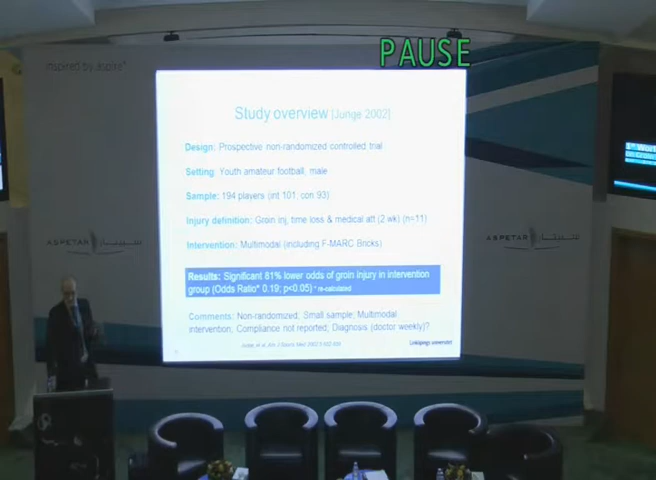 PAUSE
inspired by aspire
Study overview [Junge 2002]
Design: Prospective non-randomized controlled trial
Setting: Youth amateur football, male
Sample: 194 players (int 101, con 93)
Injury definition: Groin inj, time loss & medical att (2 wk) (n=11)
Intervention: Multimodal (including F-MARC Bricks)
Results: Significant 81% lower odds of groin injury in intervention
group (Odds Ratio* 0.19; p<0.05) * re-calculated
Comments: Non-randomized; Small sample; Multimodal
intervention; Compliance not reported; Diagnosis (doctor weekly)?
ASPETAR
ASPETAR